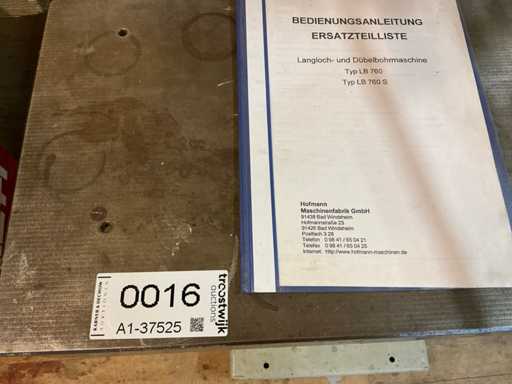 BEDIENUNGSANLEITUNG
ERSATZTEILLISTE
Langloch- und Dübelbohrmaschine
Typ LB 760
Typ LB 760 S
Hofmann
Maschinenfabrik GmbH
91438 Bad Windsheim
Hofmannstraße 25
91426 Bad Windsheim
Postfach 3 28
Telefon 0 98 41 / 65 04 21
Telefax 0 98 41 / 65 04 25
Internet: http://www.hofmann-maschinen.de
0016
A1-37525
troostwijk
auctions